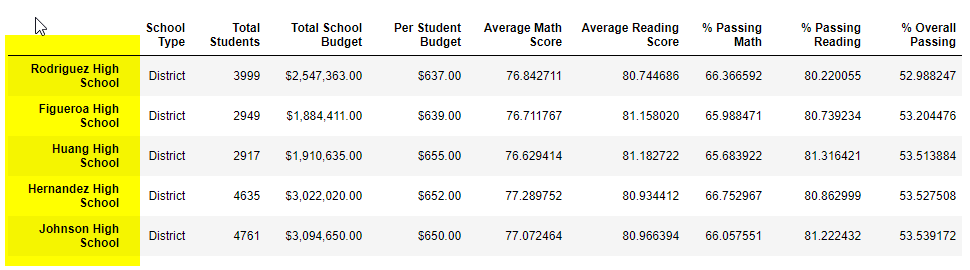 School Type Total Students Total School Budget Per Student Budget Average Math Score Average Reading Score % Passing Math % Passing Reading % Overall Passing
Rodriguez High School District 3999 $2,547,363.00 $637.00 76.842711 80.744686 66.366592 80.220055 52.988247
Figueroa High School District 2949 $1,884,411.00 $639.00 76.711767 81.158020 65.988471 80.739234 53.204476
Huang High School District 2917 $1,910,635.00 $655.00 76.629414 81.182722 65.683922 81.316421 53.513884
Hernandez High School District 4635 $3,022,020.00 $652.00 77.289752 80.934412 66.752967 80.862999 53.527508
Johnson High School District 4761 $3,094,650.00 $650.00 77.072464 80.966394 66.057551 81.222432 53.539172